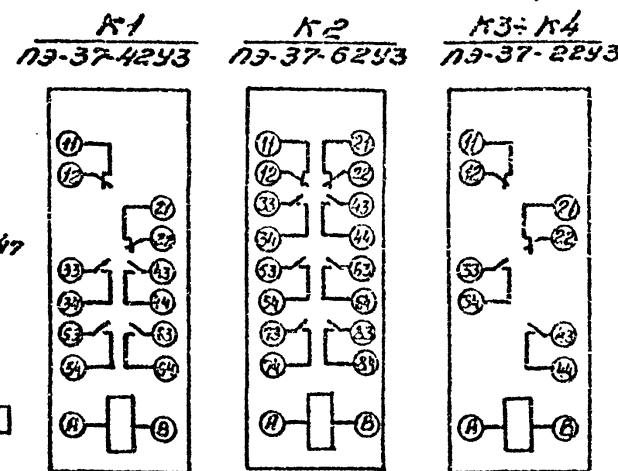 К1 К2 К3÷К4
ПЭ-37-42У3 ПЭ-37-62У3 ПЭ-37-22У3
11 11 21 11
12 12 22 12
21 33 43 21
22 34 44 22
33 43 53 63 33
34 44 54 64 34
53 63 73 83 43
54 64 74 84 44
А В А В А В